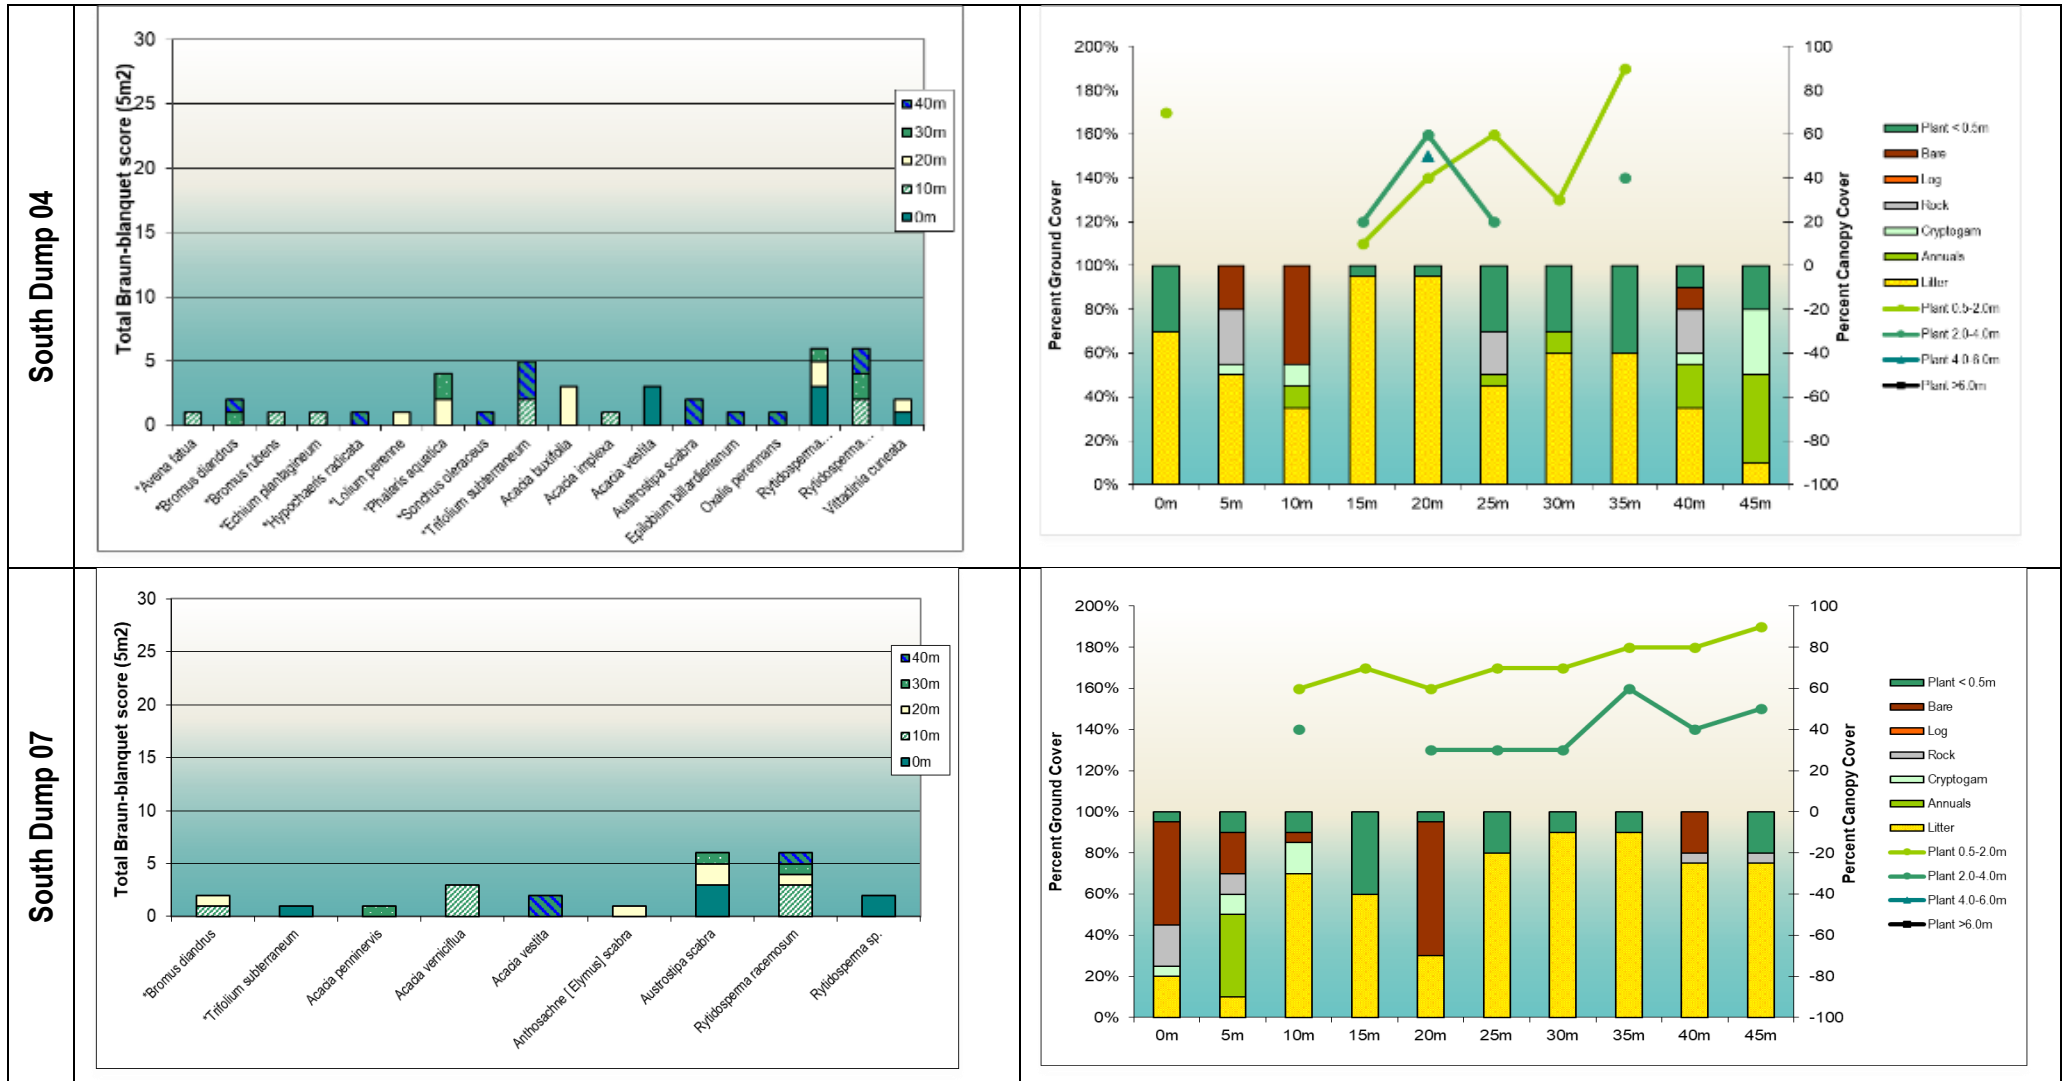 South Dump 04
Total Braun-blanquet score (5m2)
30
25
20
15
10
5
0
40m
30m
20m
10m
0m
*Avena fatua
*Bromus diandrus
*Bromus rubens
*Echium plantagineum
*Hypochaeris radicata
*Lolium perenne
*Phalaris aquatica
*Sonchus oleraceus
*Trifolium subterraneum
Acacia buxifolia
Acacia implexa
Acacia vestita
Austrostipa scabra
Epilobium billardierianum
Oxalis perennans
Rytidosperma...
Rytidosperma...
Vittadinia cuneata
Percent Ground Cover
200%
180%
160%
140%
120%
100%
80%
60%
40%
20%
0%
0m
5m
10m
15m
20m
25m
30m
35m
40m
45m
100
80
60
40
20
0
-20
-40
-60
-80
-100
Percent Canopy Cover
Plant < 0.5m
Bare
Log
Rock
Cryptogam
Annuals
Litter
Plant 0.5-2.0m
Plant 2.0-4.0m
Plant 4.0-6.0m
Plant >6.0m
South Dump 07
Total Braun-blanquet score (5m2)
30
25
20
15
10
5
0
40m
30m
20m
10m
0m
*Bromus diandrus
*Trifolium subterraneum
Acacia penninervis
Acacia verniciflua
Acacia vestita
Anthosachne [ Elymus] scabra
Austrostipa scabra
Rytidosperma racemosum
Rytidosperma sp.
Percent Ground Cover
200%
180%
160%
140%
120%
100%
80%
60%
40%
20%
0%
0m
5m
10m
15m
20m
25m
30m
35m
40m
45m
100
80
60
40
20
0
-20
-40
-60
-80
-100
Percent Canopy Cover
Plant < 0.5m
Bare
Log
Rock
Cryptogam
Annuals
Litter
Plant 0.5-2.0m
Plant 2.0-4.0m
Plant 4.0-6.0m
Plant >6.0m